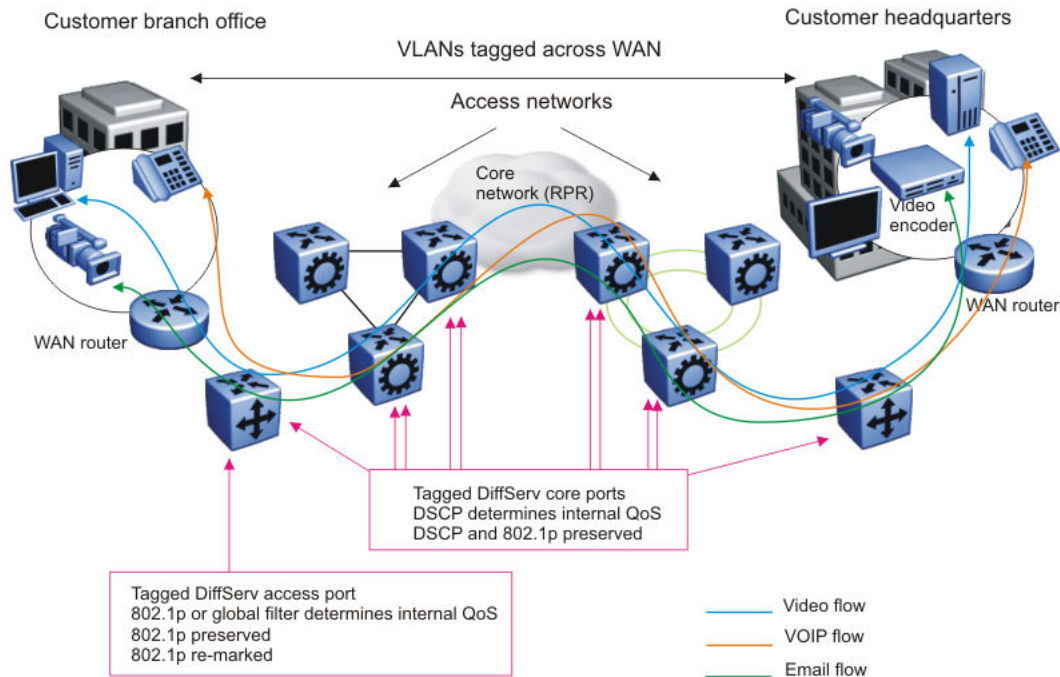 Customer branch office
Customer headquarters
VLANs tagged across WAN
Access networks
Core
network (RPR)
Video
encoder
WAN router
WAN router
Tagged DiffServ core ports
DSCP determines internal QoS
DSCP and 802.1p preserved
Tagged DiffServ access port
802.1p or global filter determines internal QoS
802.1p preserved
802.1p re-marked
Video flow
VOIP flow
Email flow